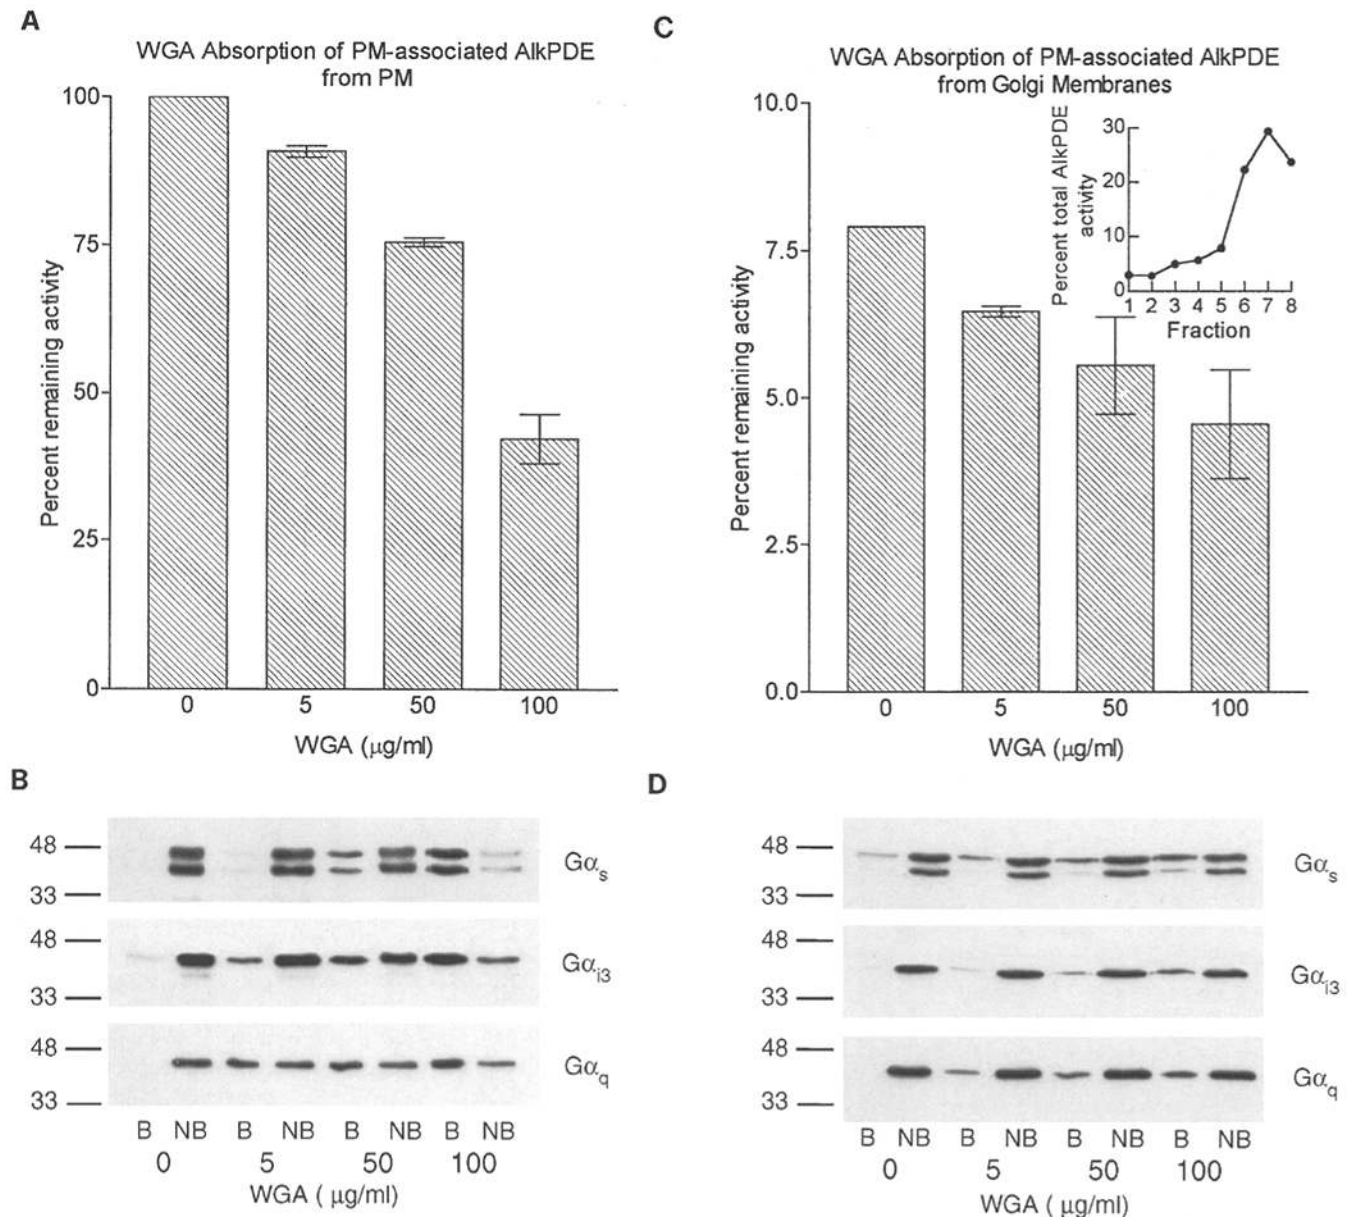 A
WGA Absorption of PM-associated AlkPDE
from PM
Percent remaining activity
100
75
50
25
0
0 5 50 100
WGA (μg/ml)
B
48
33
Gαs
48
33
Gαi3
48
33
Gαq
B NB B NB B NB B NB
0 5 50 100
WGA ( μg/ml)
C
WGA Absorption of PM-associated AlkPDE
from Golgi Membranes
Percent remaining activity
10.0
7.5
5.0
2.5
0.0
0 5 50 100
WGA (μg/ml)
Percent total AlkPDE
activity
30
20
10
0
1 2 3 4 5 6 7 8
Fraction
D
48
33
Gαs
48
33
Gαi3
48
33
Gαq
B NB B NB B NB B NB
0 5 50 100
WGA ( μg/ml)